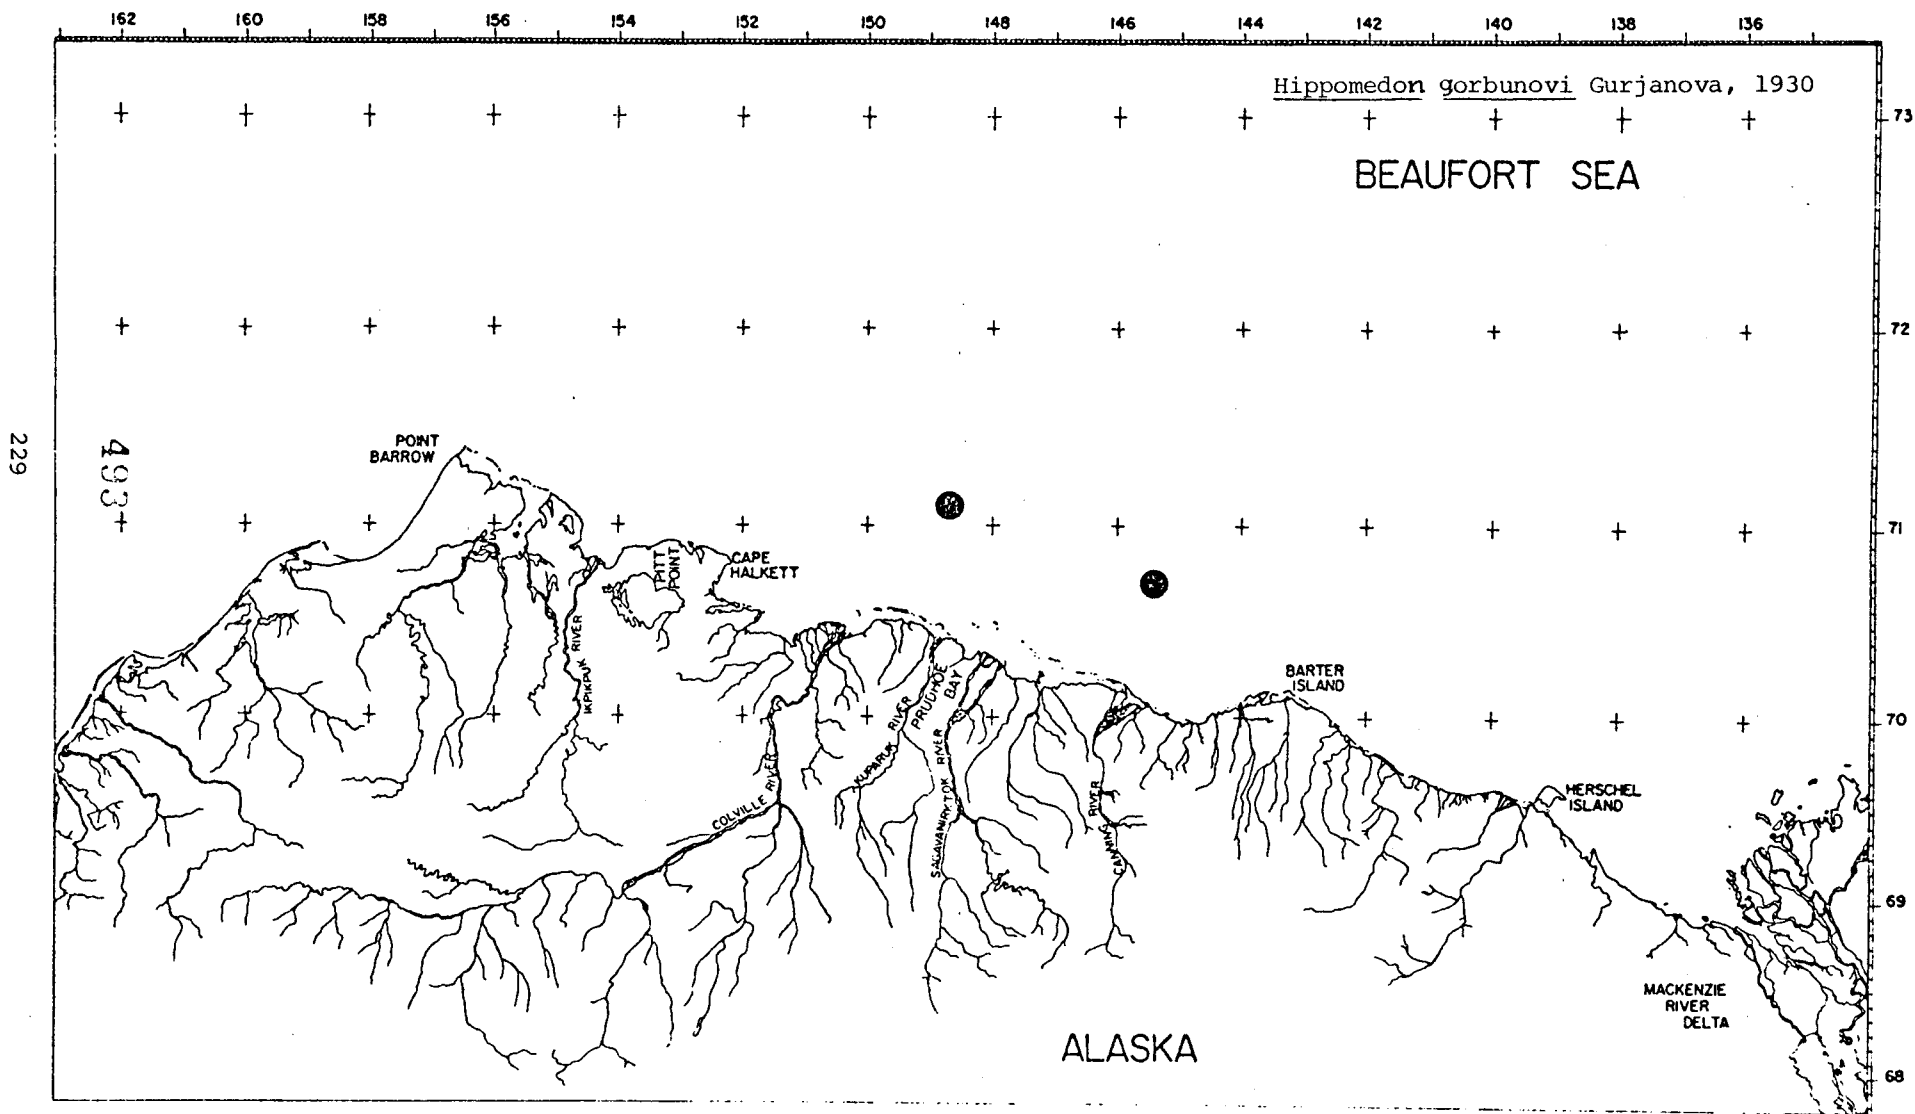 162 160 158 156 154 152 150 148 146 144 142 140 138 136
Hippomedon gorbunovi Gurjanova, 1930
73
BEAUFORT SEA
72
POINT
BARROW
229
493
71
PITT
POINT
CAPE
HALKETT
IKPIKPUK RIVER
BARTER
ISLAND
PRUDHOE
BAY
70
KUPARUK RIVER
COLVILLE RIVER
SAGAVANIRKTOK RIVER
CANNING RIVER
HERSCHEL
ISLAND
69
MACKENZIE
RIVER
DELTA
ALASKA
68